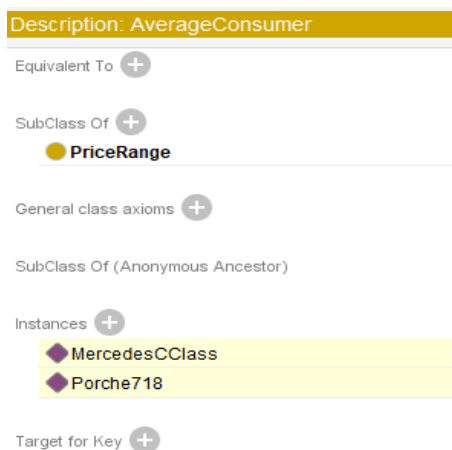 Description: AverageConsumer
Equivalent To
SubClass Of
PriceRange
General class axioms
SubClass Of (Anonymous Ancestor)
Instances
MercedesCClass
Porche718
Target for Key